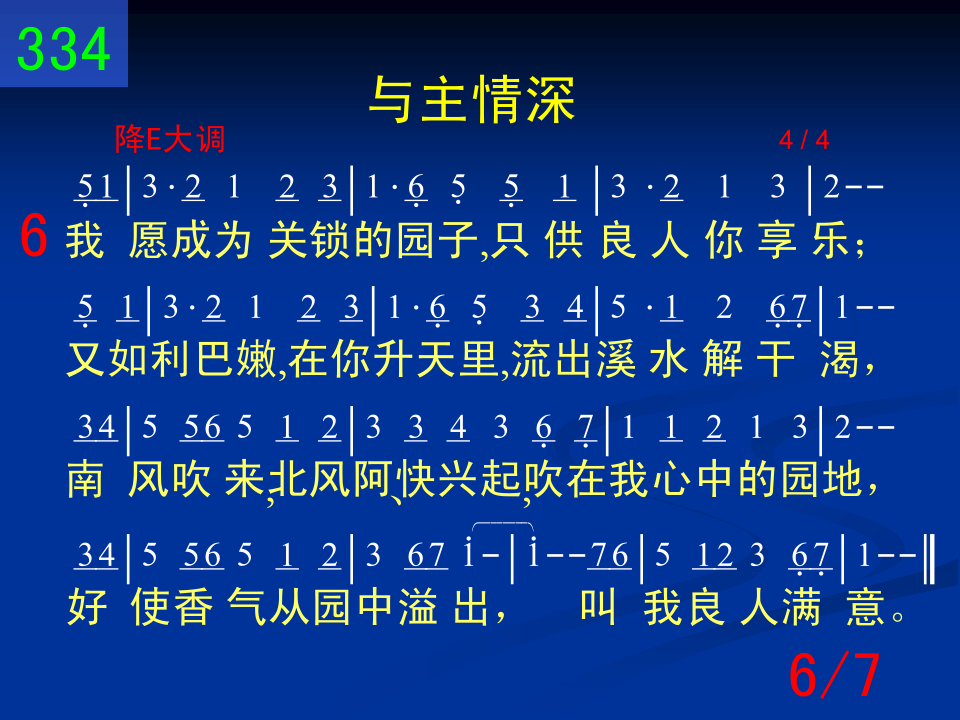 334
与主情深
降E大调 4/4
5̣1|3·2 1 2 3|1·6̣ 5̣ 5̣ 1|3·2 1 3|2--
6 我 愿成为 关锁的园子,只 供 良 人 你 享 乐;
5̣ 1|3·2 1 2 3|1·6̣ 5̣ 3 4|5·1 2 6̣7̣|1--
又如利巴嫩,在你升天里,流出溪 水 解 干 渴,
34|5 56 5 1 2|3 3 4 3 6̣ 7̣|1 1 2 1 3|2--
南 风吹 来,北风阿、快兴起,吹在我心中的园地,
34|5 56 5 1 2|3 67 i-|i--76|5 12 3 6̣7̣|1--‖
好 使香 气从园中溢 出, 叫 我良 人满 意。
6/7